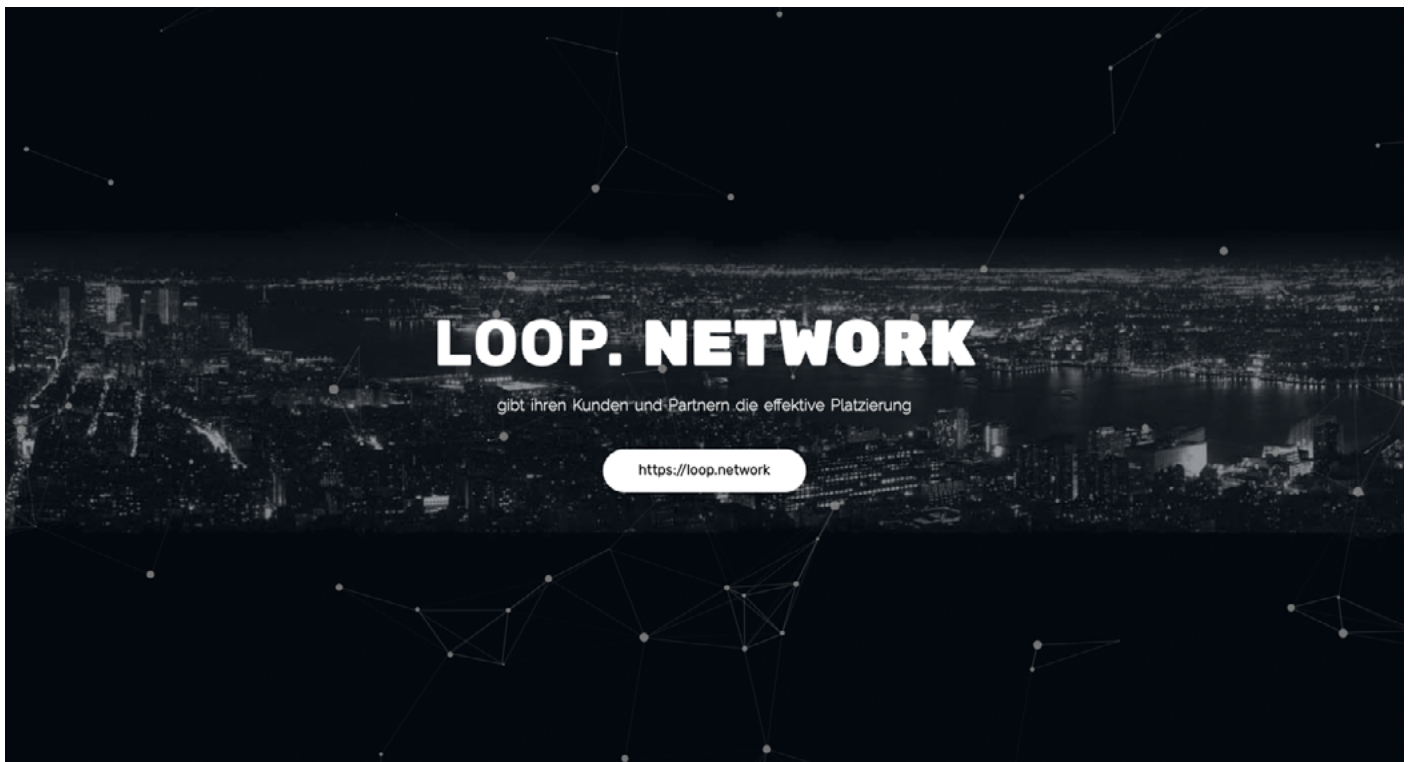 LOOP. NETWORK
gibt ihren Kunden und Partnern die effektive Platzierung
https://loop.network